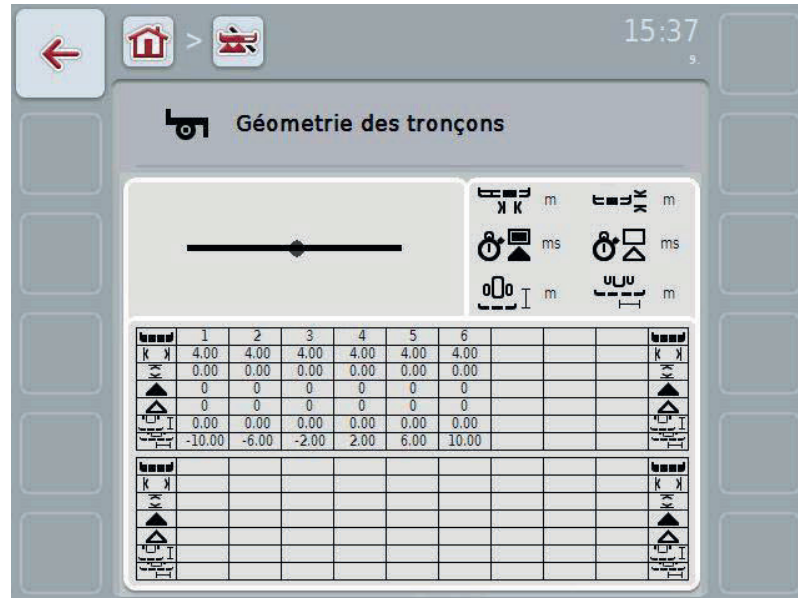 > 15:37
9.
Géometrie des tronçons
m m
ms ms
m m
1 2 3 4 5 6
4.00 4.00 4.00 4.00 4.00 4.00
0.00 0.00 0.00 0.00 0.00 0.00
0 0 0 0 0 0
0 0 0 0 0 0
0.00 0.00 0.00 0.00 0.00 0.00
-10.00 -6.00 -2.00 2.00 6.00 10.00